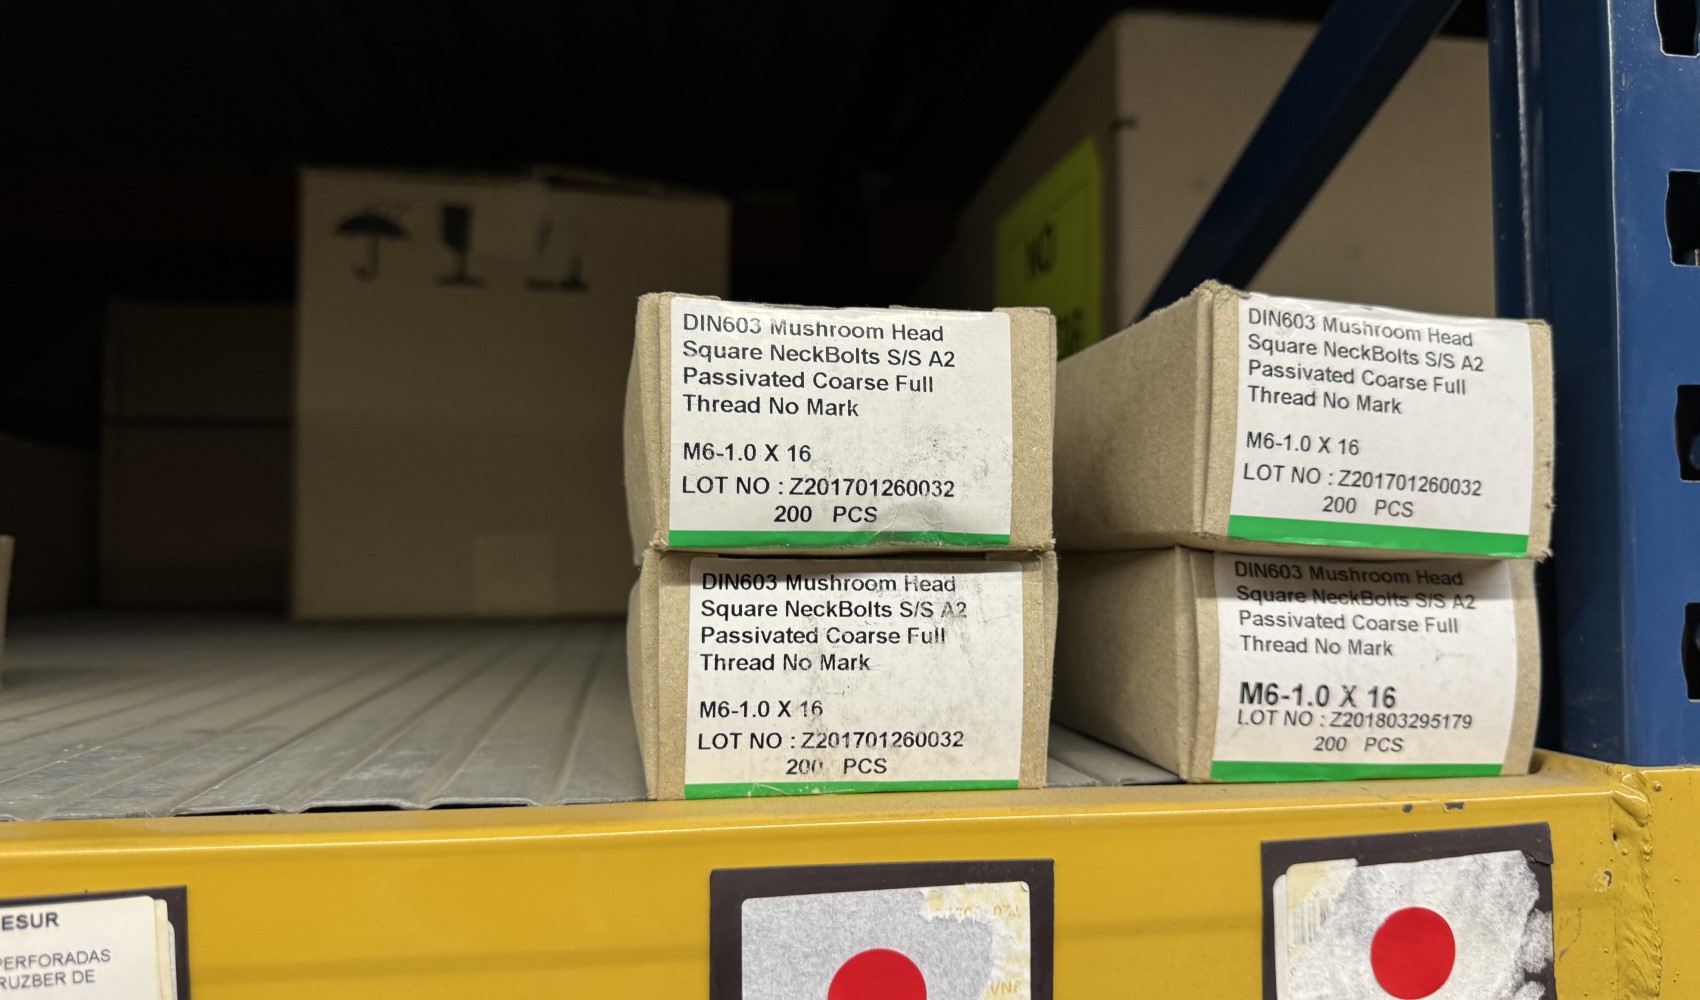 DIN603 Mushroom Head
Square NeckBolts S/S A2
Passivated Coarse Full
Thread No Mark
M6-1.0 X 16
LOT NO : Z201701260032
200 PCS
DIN603 Mushroom Head
Square NeckBolts S/S A2
Passivated Coarse Full
Thread No Mark
M6-1.0 X 16
LOT NO : Z201701260032
200 PCS
DIN603 Mushroom Head
Square NeckBolts S/S A2
Passivated Coarse Full
Thread No Mark
M6-1.0 X 16
LOT NO : Z201701260032
200 PCS
DIN603 Mushroom Head
Square NeckBolts S/S A2
Passivated Coarse Full
Thread No Mark
M6-1.0 X 16
LOT NO : Z201803295179
200 PCS
NO
ESUR
PERFORADAS
RUZBER DE